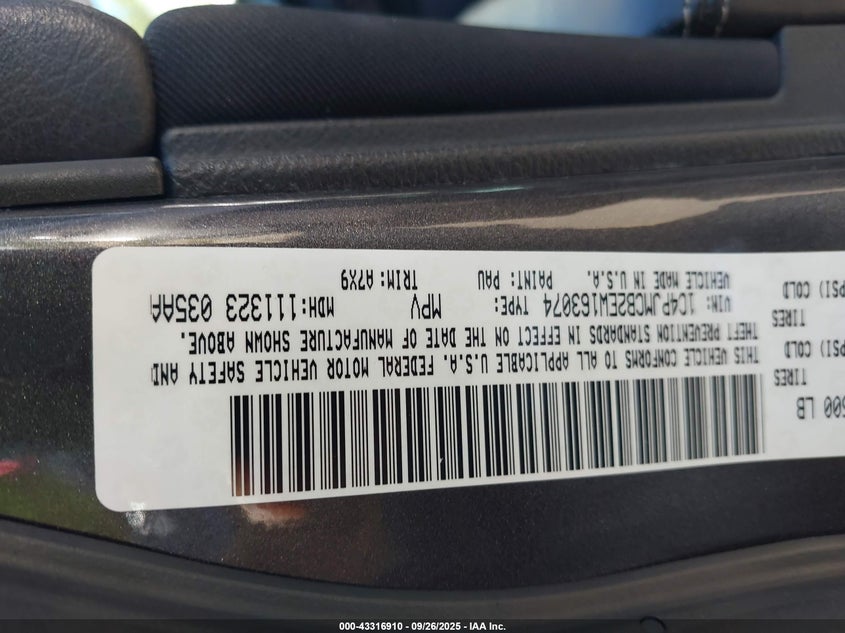 THIS VEHICLE CONFORMS TO ALL APPLICABLE U.S.A. FEDERAL MOTOR VEHICLE SAFETY AND
THEFT PREVENTION STANDARDS IN EFFECT ON THE DATE OF MANUFACTURE SHOWN ABOVE.
VIN: 1C4PJMCB2EW163074 TYPE: MPV MDH:111323 035AA
VEHICLE MADE IN U.S.A. PAINT: PAU TRIM: A7X9
600 LB
TIRES
PSI) COLD
TIRES
PSI) COLD
000-43316910 - 09/26/2025 - IAA Inc.